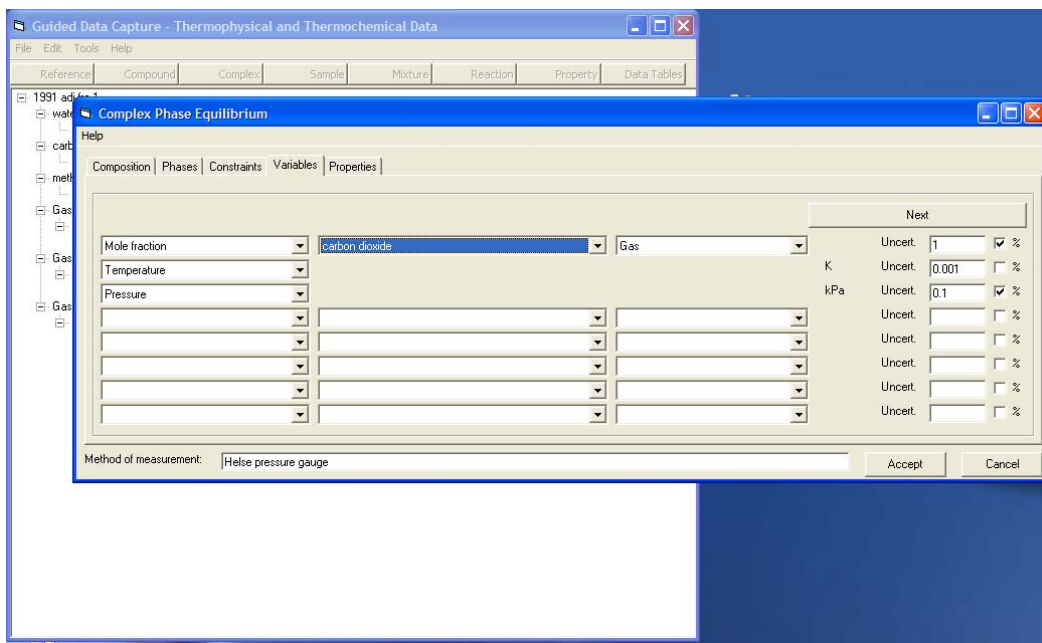 Guided Data Capture - Thermophysical and Thermochemical Data
File Edit Tools Help
Reference Compound Complex Sample Mixture Reaction Property Data Tables
1991 adi
Complex Phase Equilibrium
Help
Composition Phases Constraints Variables Properties
Next
Mole fraction carbon dioxide Gas Uncert. 1 %
Temperature K Uncert. 0.001 %
Pressure kPa Uncert. 0.1 %
Uncert. %
Uncert. %
Uncert. %
Uncert. %
Uncert. %
Gas
Gas
Gas
Method of measurement: Helse pressure gauge Accept Cancel